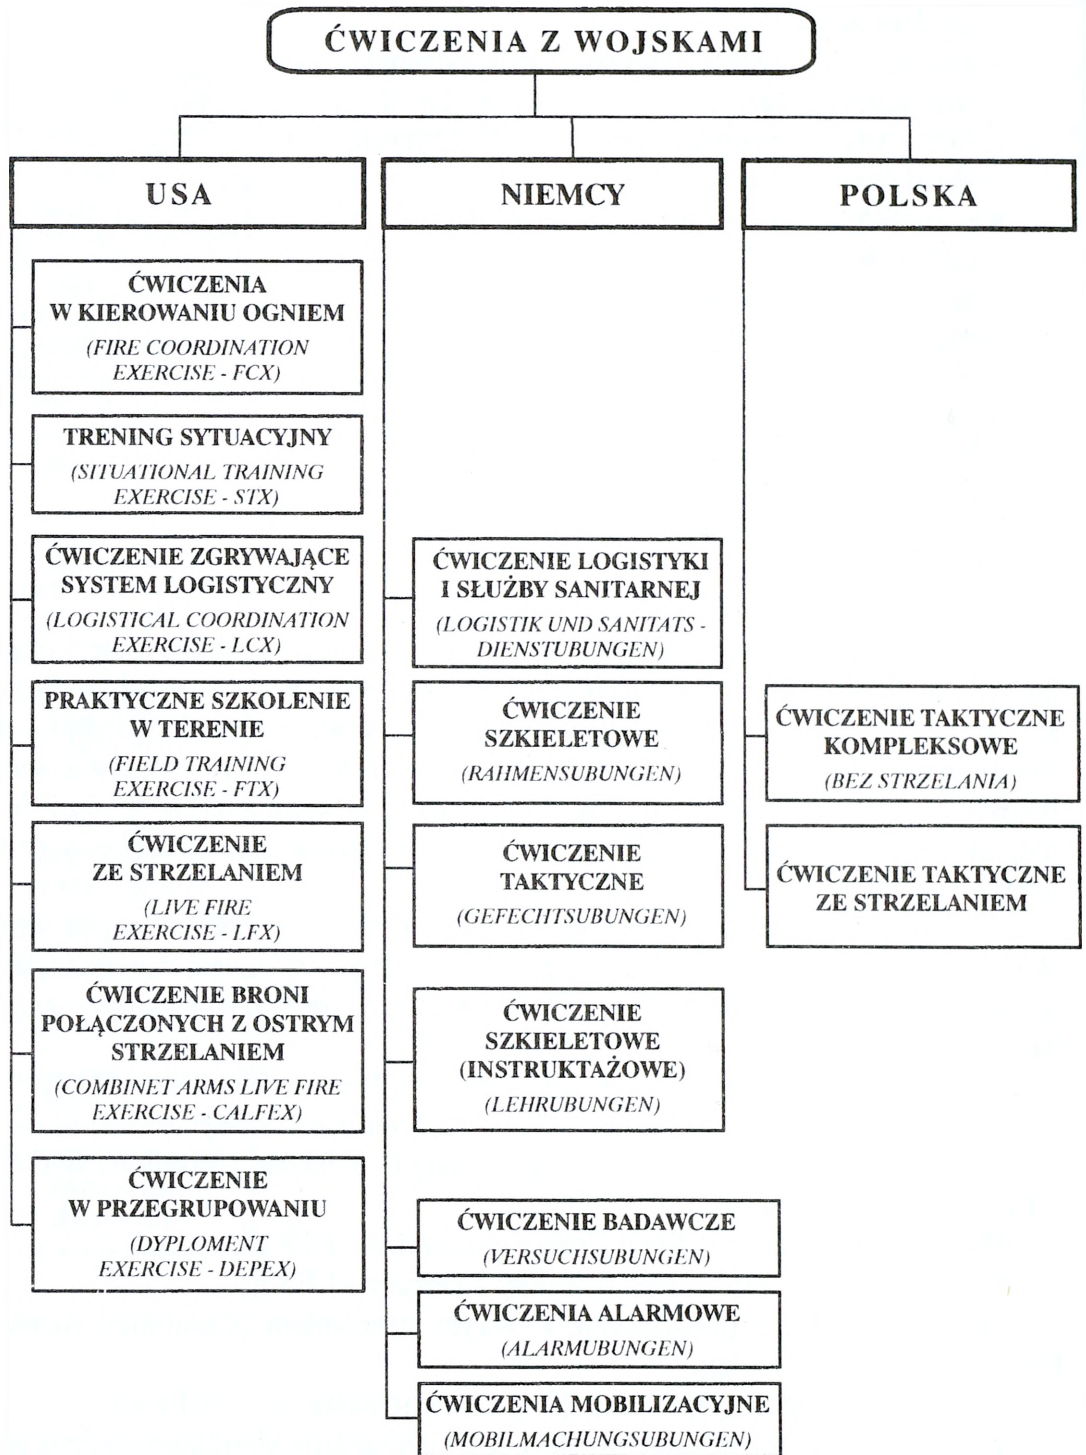 ĆWICZENIA Z WOJSKAMI
USA
ĆWICZENIA
W KIEROWANIU OGNIEM
(FIRE COORDINATION
EXERCISE - FCX)
TRENING SYTUACYJNY
(SITUATIONAL TRAINING
EXERCISE - STX)
ĆWICZENIE ZGRYWAJĄCE
SYSTEM LOGISTYCZNY
(LOGISTICAL COORDINATION
EXERCISE - LCX)
PRAKTYCZNE SZKOLENIE
W TERENIE
(FIELD TRAINING
EXERCISE - FTX)
ĆWICZENIE
ZE STRZELANIEM
(LIVE FIRE
EXERCISE - LFX)
ĆWICZENIE BRONI
POŁĄCZONYCH Z OSTRYM
STRZELANIEM
(COMBINET ARMS LIVE FIRE
EXERCISE - CALFEX)
ĆWICZENIE
W PRZEGRUPOWANIU
(DYPLOMENT
EXERCISE - DEPEX)
NIEMCY
ĆWICZENIE LOGISTYKI
I SŁUŻBY SANITARNEJ
(LOGISTIK UND SANITATS -
DIENSTUBUNGEN)
ĆWICZENIE
SZKIELETOWE
(RAHMENSUBUNGEN)
ĆWICZENIE
TAKTYCZNE
(GEFECHTSUBUNGEN)
ĆWICZENIE
SZKIELETOWE
(INSTRUKTAŻOWE)
(LEHRUBUNGEN)
ĆWICZENIE BADAWCZE
(VERSUCHSUBUNGEN)
ĆWICZENIA ALARMOWE
(ALARMUBUNGEN)
ĆWICZENIA MOBILIZACYJNE
(MOBILMACHUNGSUBUNGEN)
POLSKA
ĆWICZENIE TAKTYCZNE
KOMPLEKSOWE
(BEZ STRZELANIA)
ĆWICZENIE TAKTYCZNE
ZE STRZELANIEM